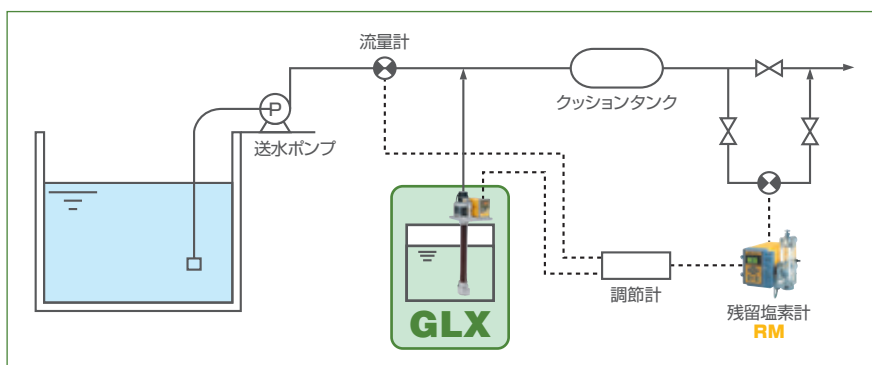 流量計
P
送水ポンプ
クッションタンク
GLX
調節計
残留塩素計
RM